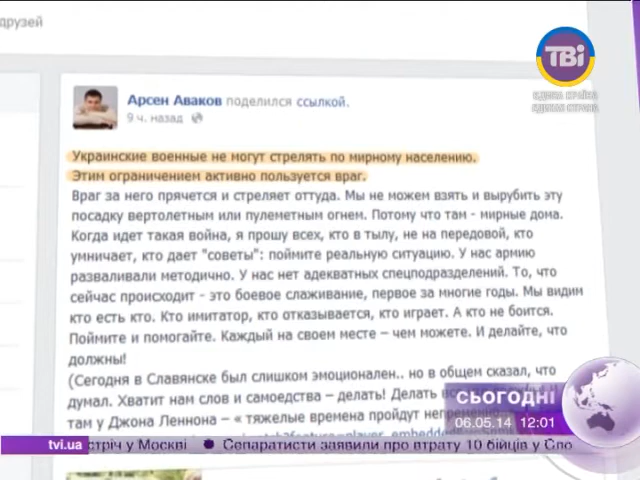 друзей
ТВі
ЄДИНА КРАЇНА
ЕДИНАЯ СТРАНА
Арсен Аваков поделился ссылкой.
9 ч. назад
Украинские военные не могут стрелять по мирному населению.
Этим ограничением активно пользуется враг.
Враг за него прячется и стреляет оттуда. Мы не можем взять и вырубить эту
посадку вертолетным или пулеметным огнем. Потому что там - мирные дома.
Когда идет такая война, я прошу всех, кто в тылу, не на передовой, кто
умничает, кто дает "советы": поймите реальную ситуацию. У нас армию
разваливали методично. У нас нет адекватных спецподразделений. То, что
сейчас происходит - это боевое слаживание, первое за многие годы. Мы видим
кто есть кто. Кто имитатор, кто отказывается, кто играет. А кто не боится.
Поймите и помогайте. Каждый на своем месте – чем можете. И делайте, что
должны!
(Сегодня в Славянске был слишком эмоционален.. но в общем сказал, что
думал. Хватит нам слов и самоедства – делать! Делать
там у Джона Леннона – « тяжелые времена пройдут
СЬОГОДНІ
06.05.14 12:01
tvi.ua стріч у Москві ● Сепаратисти заявили про втрату 10 бійців у Сло